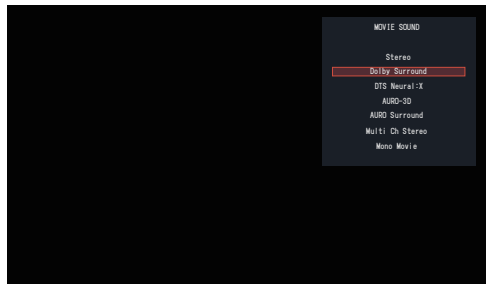 MOVIE SOUND
Stereo
Dolby Surround
DTS Neural:X
AURO-3D
AURO Surround
Multi Ch Stereo
Mono Movie